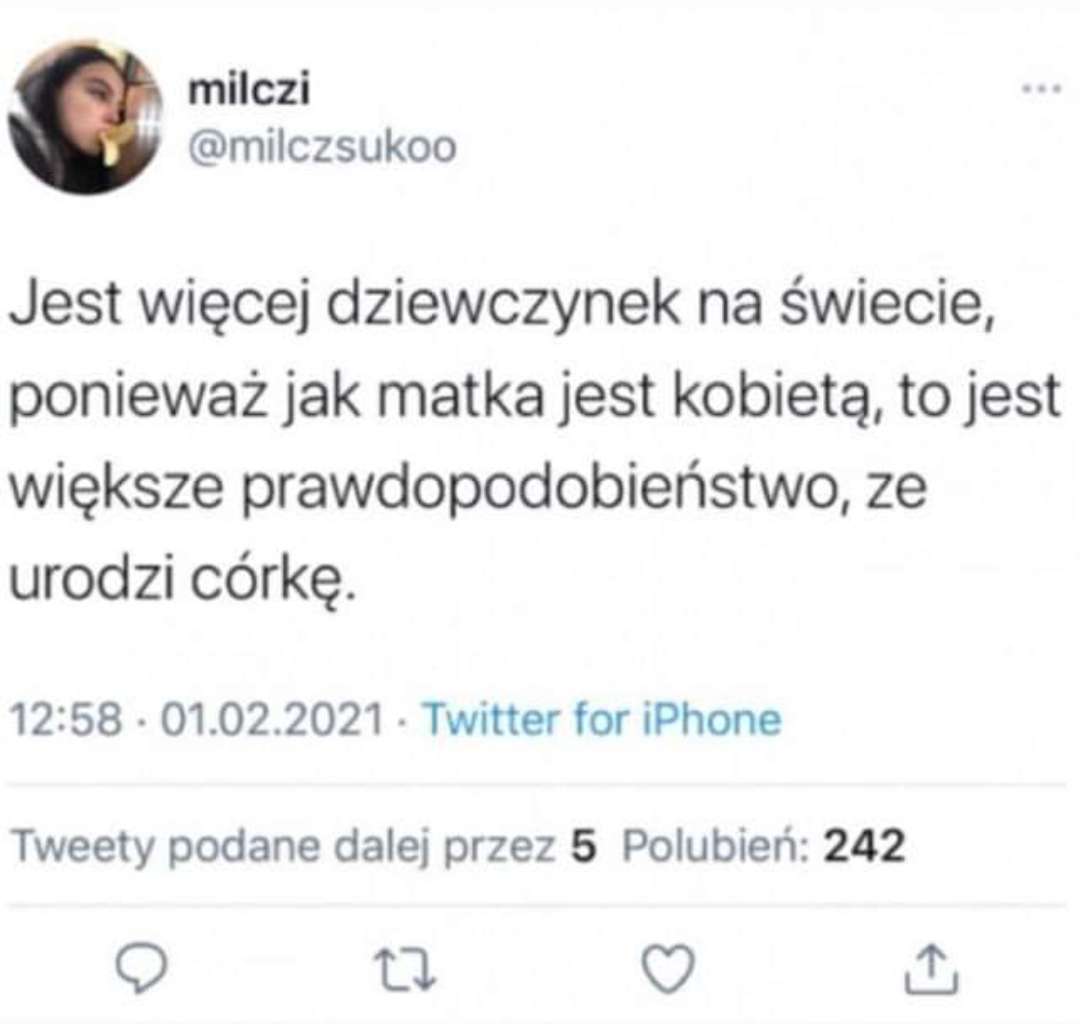 milczi
@milczsukoo
Jest więcej dziewczynek na świecie,
ponieważ jak matka jest kobietą, to jest
większe prawdopodobieństwo, ze
urodzi córkę.
12:58 · 01.02.2021 · Twitter for iPhone
Tweety podane dalej przez 5 Polubień: 242